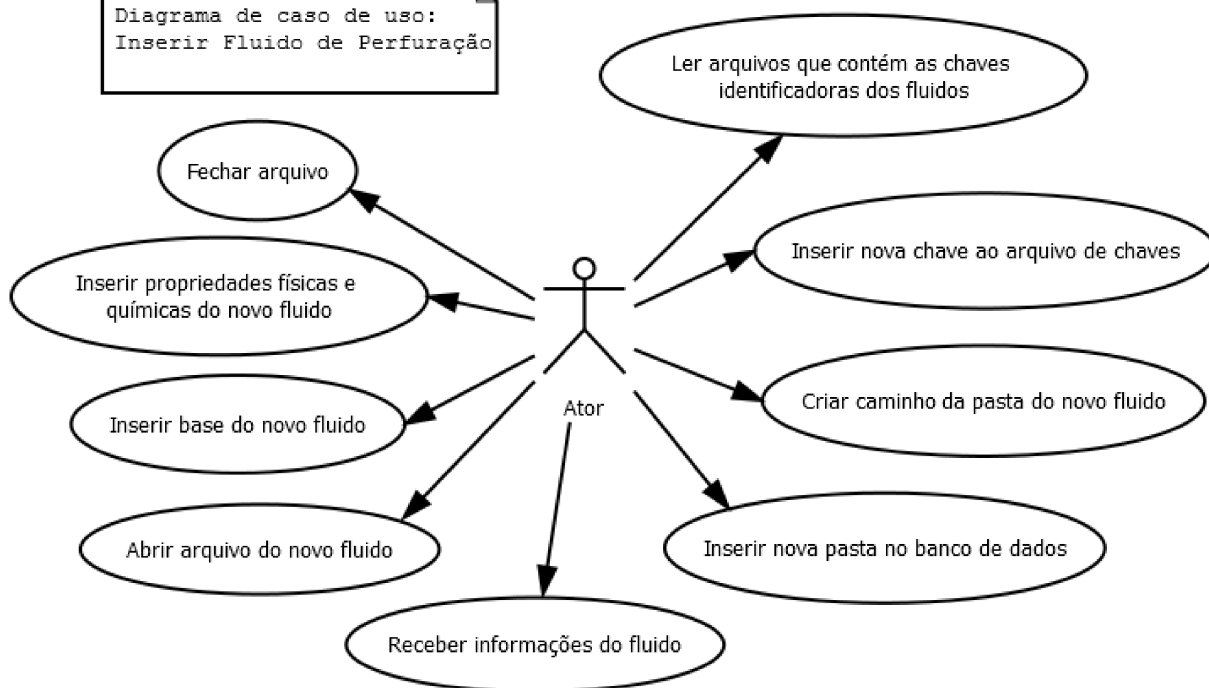 Diagrama de caso de uso:
Inserir Fluido de Perfuração
Ler arquivos que contém as chaves
identificadoras dos fluidos
Fechar arquivo
Inserir nova chave ao arquivo de chaves
Inserir propriedades físicas e
químicas do novo fluido
Criar caminho da pasta do novo fluido
Ator
Inserir base do novo fluido
Abrir arquivo do novo fluido
Inserir nova pasta no banco de dados
Receber informações do fluido